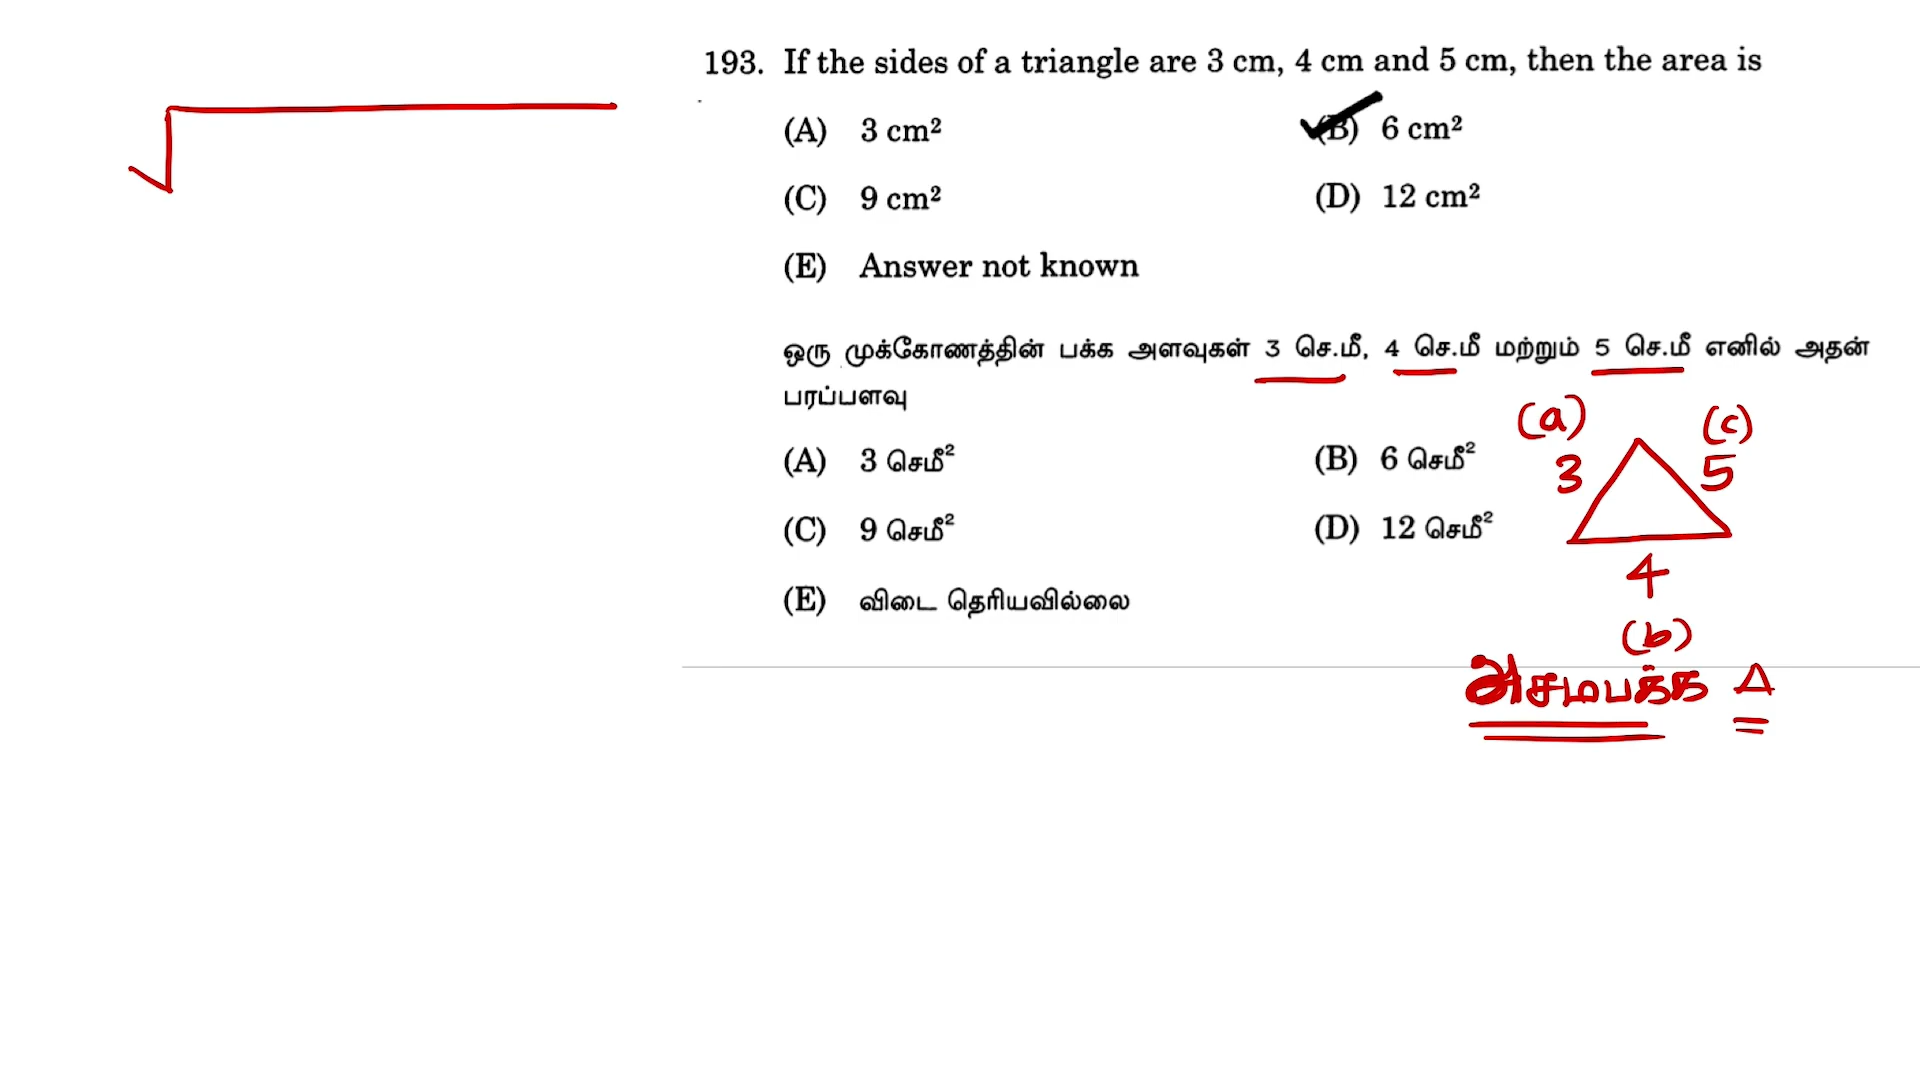 193. If the sides of a triangle are 3 cm, 4 cm and 5 cm, then the area is
(A) 3 cm² (B) 6 cm²
(C) 9 cm² (D) 12 cm²
(E) Answer not known
ஒரு முக்கோணத்தின் பக்க அளவுகள் 3 செ.மீ, 4 செ.மீ மற்றும் 5 செ.மீ எனில் அதன்
பரப்பளவு
(A) 3 செமீ² (B) 6 செமீ²
(C) 9 செமீ² (D) 12 செமீ²
(E) விடை தெரியவில்லை
(a) (c)
3 5
4
(b)
அசமபக்க Δ